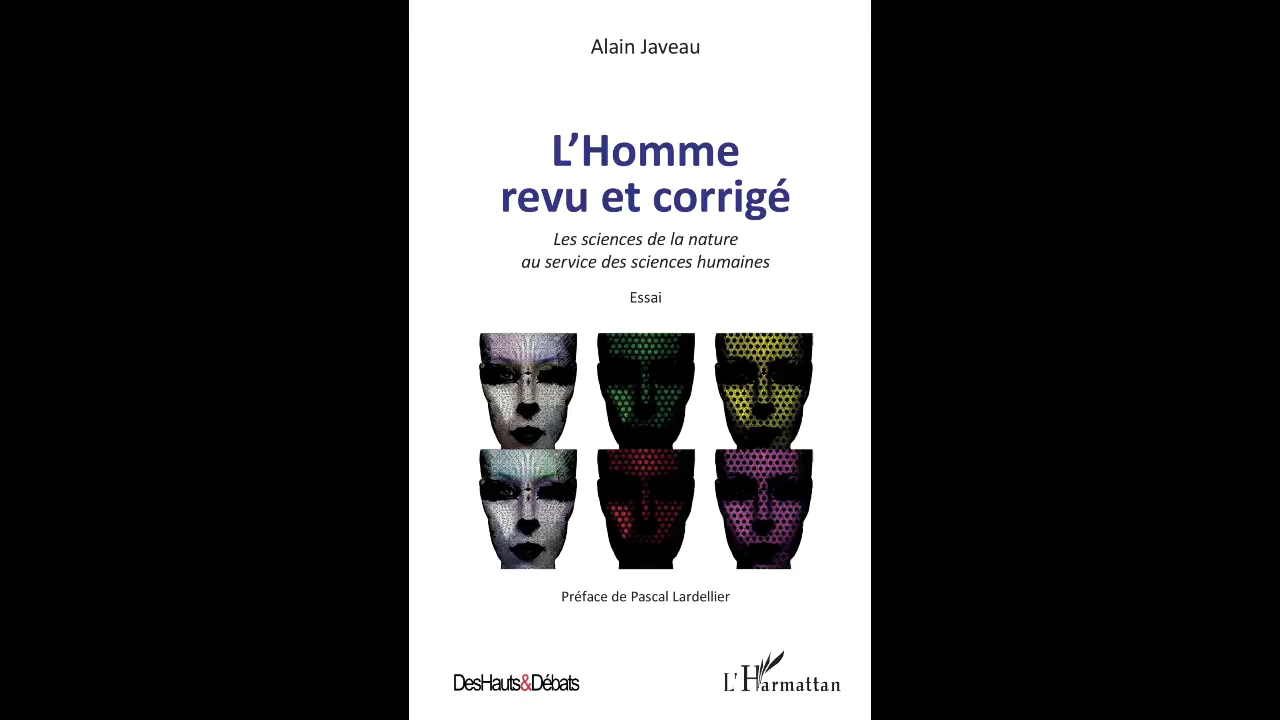 Alain Javeau
L’Homme
revu et corrigé
Les sciences de la nature
au service des sciences humaines
Essai
Préface de Pascal Lardellier
DesHauts&Débats
L'Harmattan